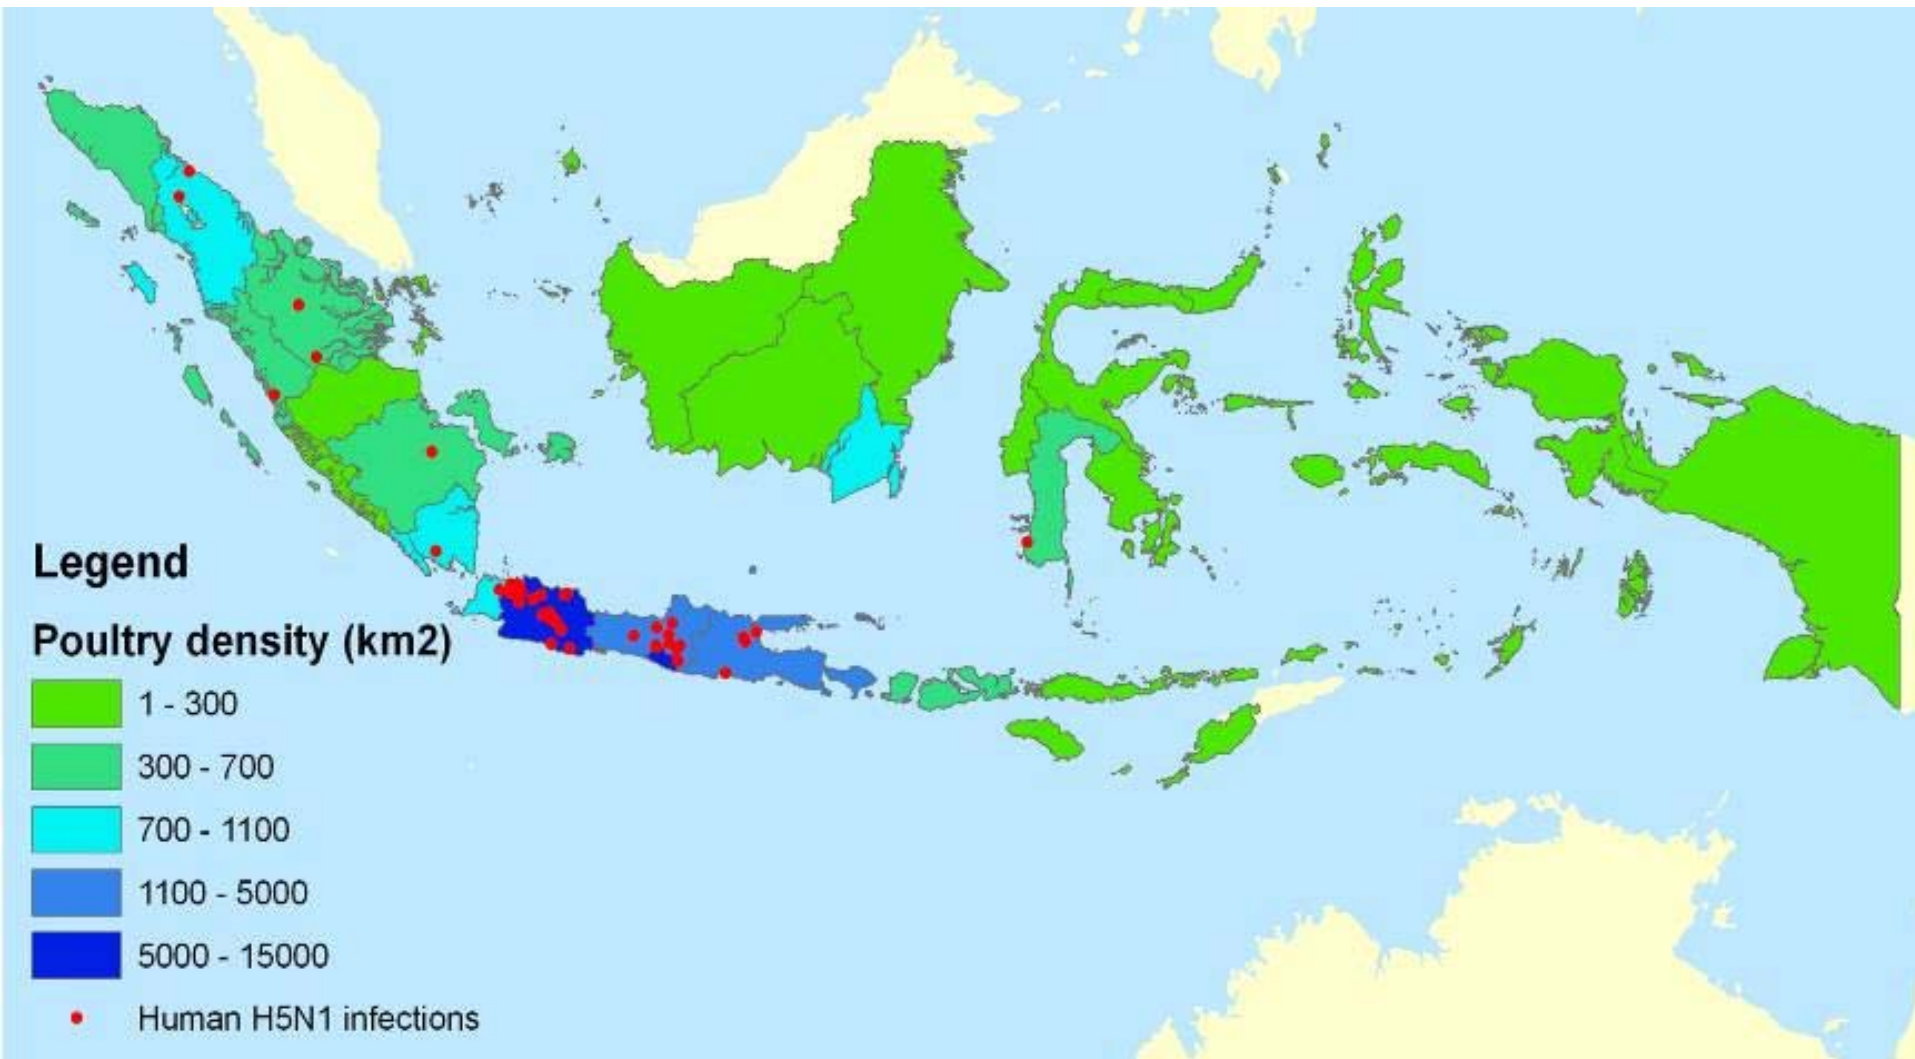 Legend
Poultry density (km2)
1 - 300
300 - 700
700 - 1100
1100 - 5000
5000 - 15000
Human H5N1 infections